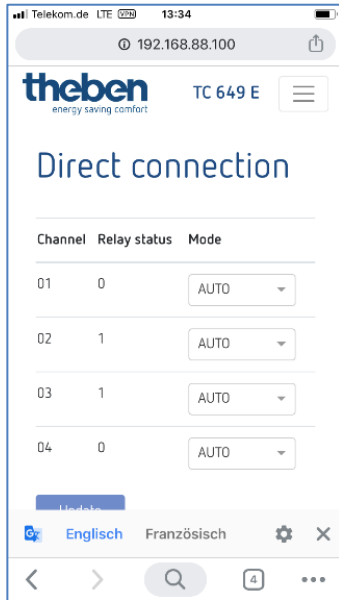 Telekom.de LTE VPN 13:34
192.168.88.100
theben
energy saving comfort
TC 649 E
Direct connection
Channel Relay status Mode
01 0 AUTO
02 1 AUTO
03 1 AUTO
04 0 AUTO
Update
G Englisch Französisch
4